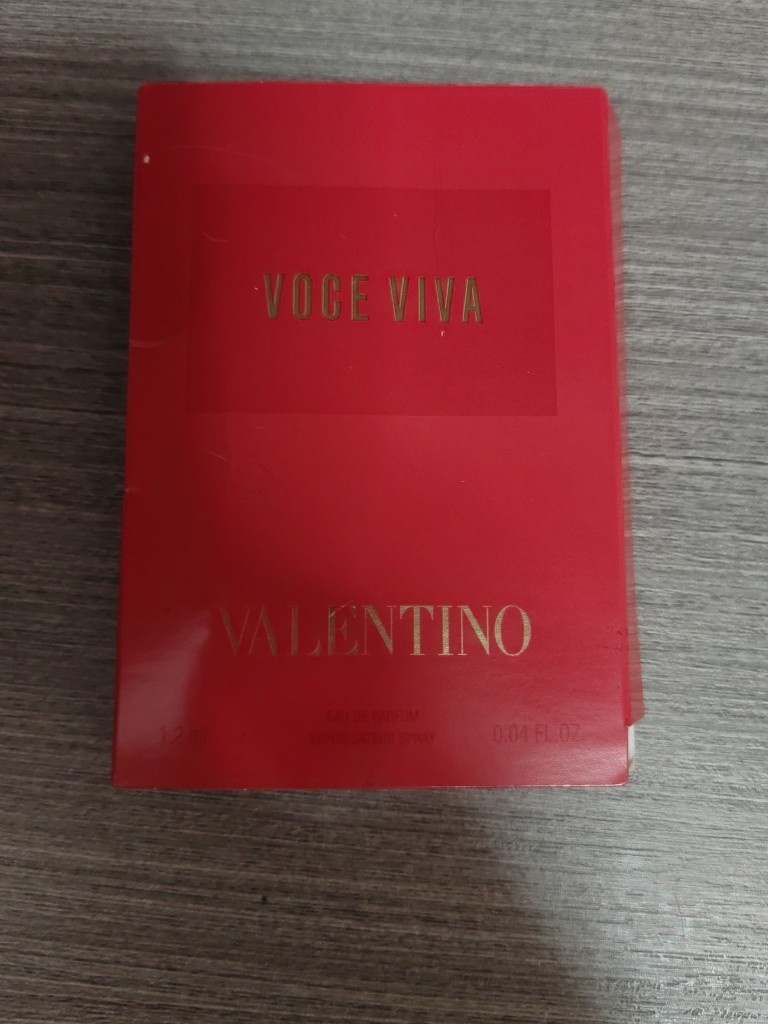 VOCE VIVA
VALENTINO
EAU DE PARFUM
1.2 ml VAPORISATEUR SPRAY 0.04 FL.OZ.